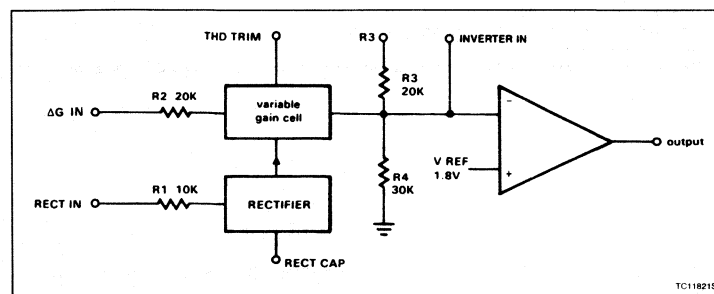 THD TRIM
R3
INVERTER IN
R3
20K
R2 20K
ΔG IN
variable
gain cell
−
output
V REF
1.8V
+
R4
30K
R1 10K
RECT IN
RECTIFIER
RECT CAP
TC11821S